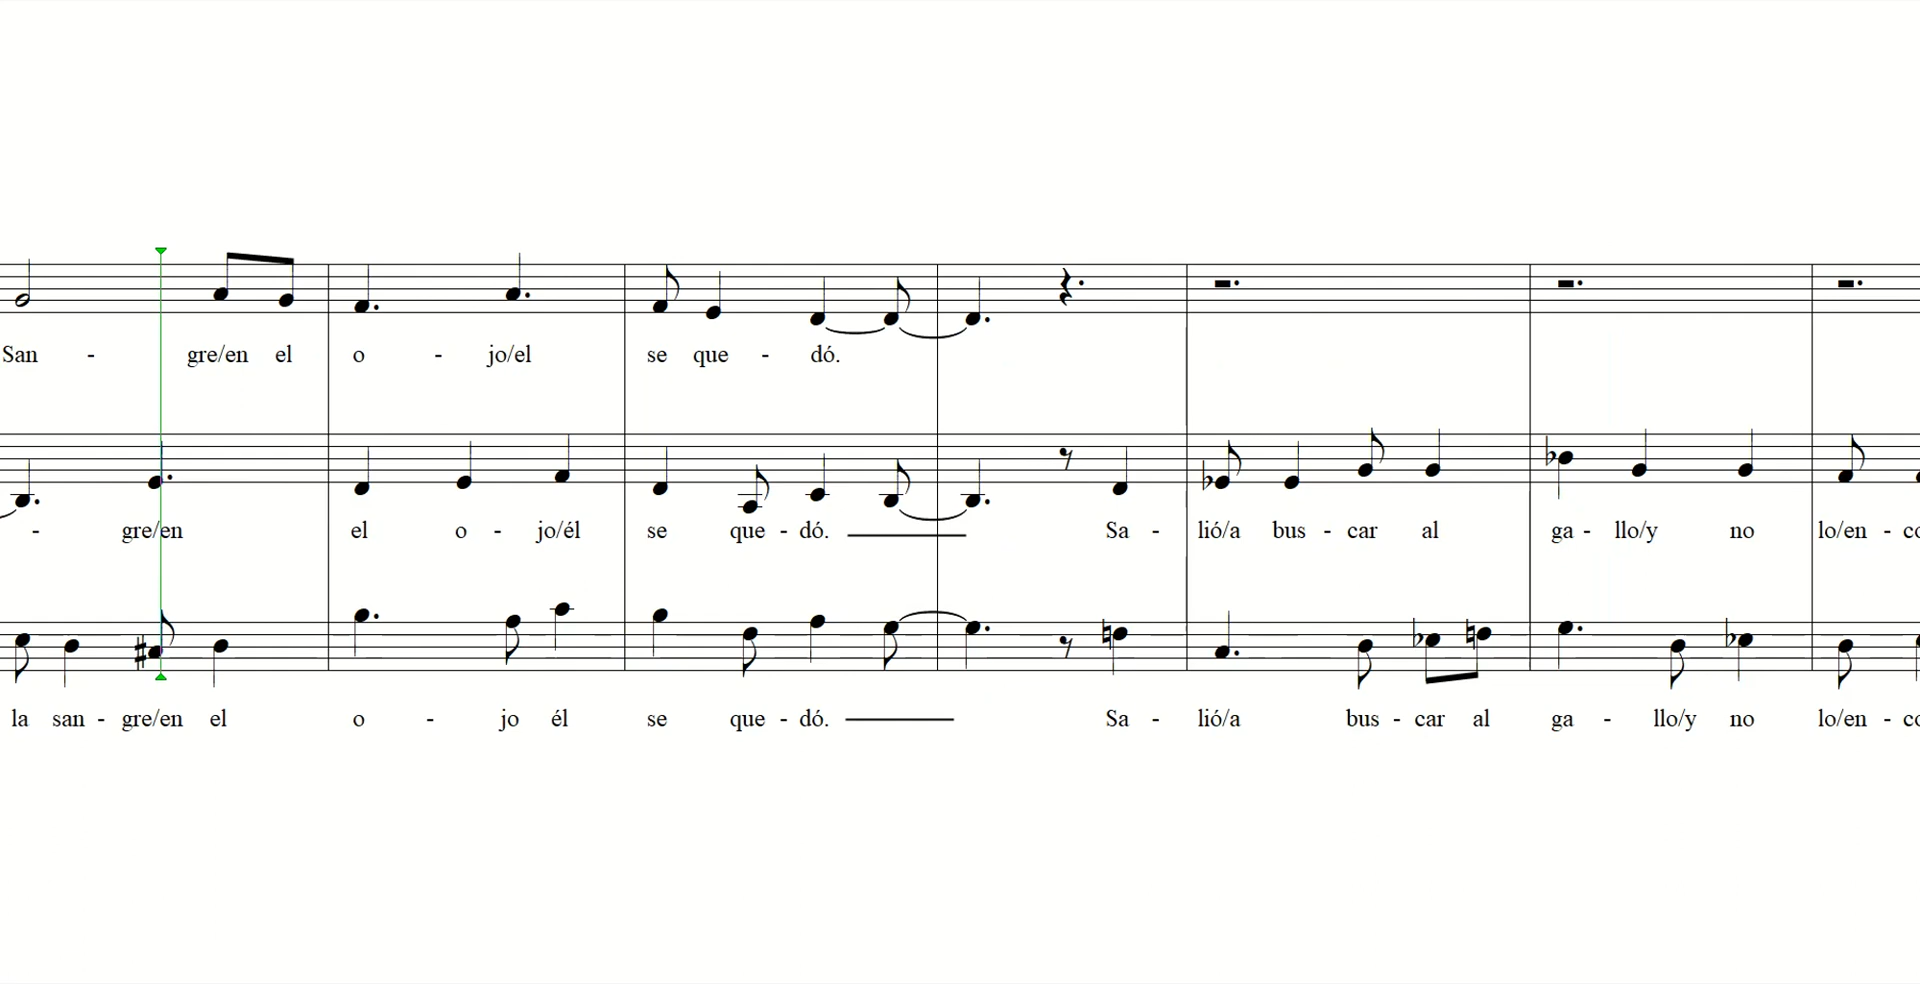 San - gre/en el o - jo/el se que - dó.
- gre/en el o - jo/él se que - dó. Sa - lió/a bus - car al ga - llo/y no lo/en - co
la san - gre/en el o - jo él se que - dó. Sa - lió/a bus - car al ga - llo/y no lo/en - co